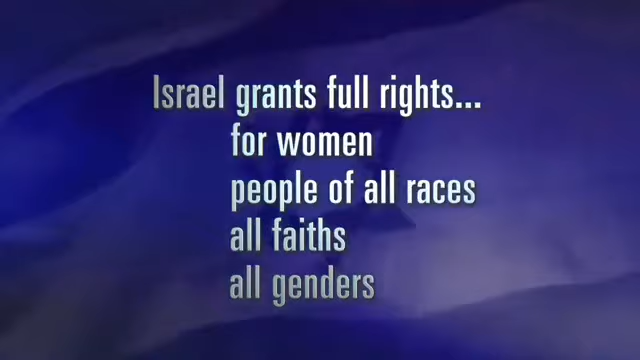 Israel grants full rights...
for women
people of all races
all faiths
all genders